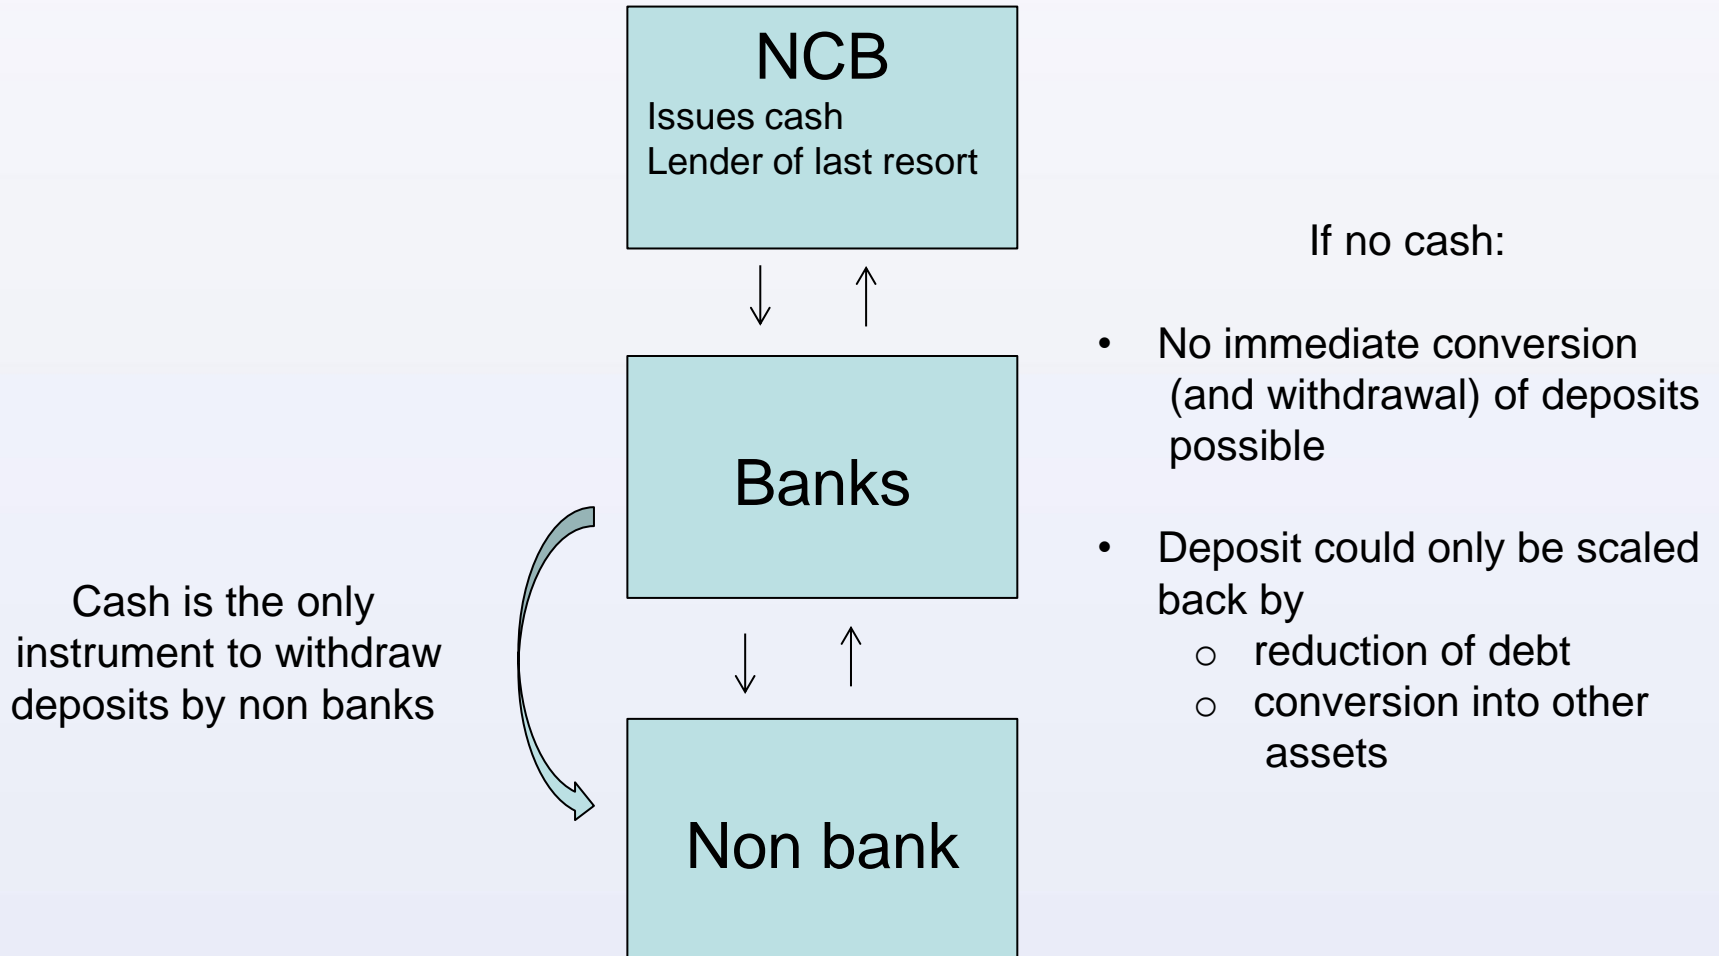 NCB
Issues cash
Lender of last resort
If no cash:
• No immediate conversion
(and withdrawal) of deposits
possible
Banks
• Deposit could only be scaled
back by
o reduction of debt
o conversion into other
assets
Cash is the only
instrument to withdraw
deposits by non banks
Non bank